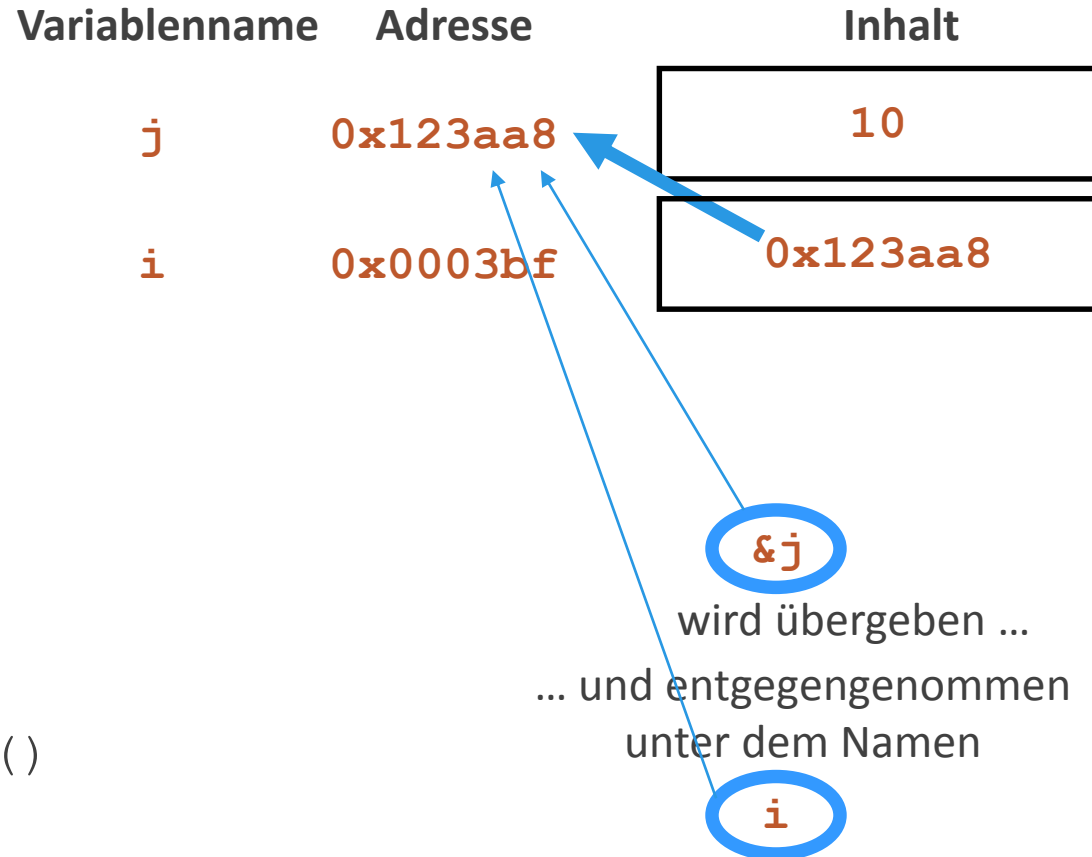 Variablenname Adresse Inhalt
j 0x123aa8 10
i 0x0003bf 0x123aa8
&j
wird übergeben …
… und entgegengenommen
unter dem Namen
()
i